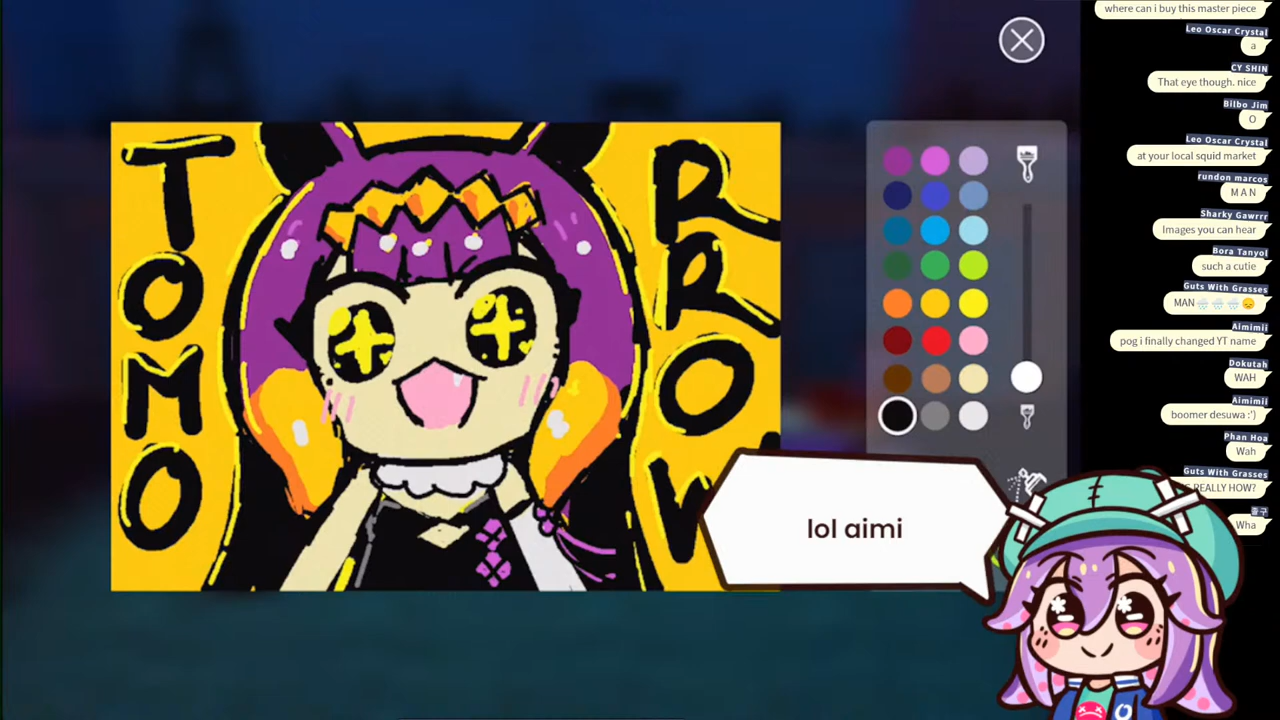 TOMO
RROW
lol aimi
where can i buy this master piece
Leo Oscar Crystal
a
CY SHIN
That eye though. nice
Bilbo Jim
O
Leo Oscar Crystal
at your local squid market
rundon marcos
M A N
Sharky Gawrrr
Images you can hear
Bora Tanyol
such a cutie
Guts With Grasses
MAN🌧🌧🌧😞
Aimimii
pog i finally changed YT name
Dokutah
WAH
Aimimii
boomer desuwa :')
Phan Hoa
Wah
Guts With Grasses
REALLY HOW?
졸구
Wha